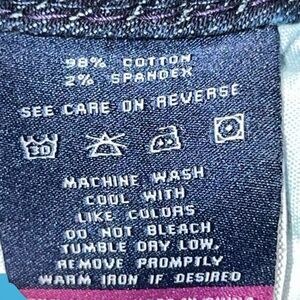 98% COTTON
2% SPANDEX
SEE CARE ON REVERSE
30
MACHINE WASH
COOL WITH
LIKE COLORS
DO NOT BLEACH
TUMBLE DRY LOW,
REMOVE PROMPTLY
WARM IRON IF DESIRED